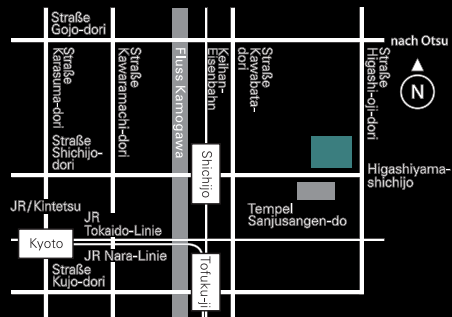 Straße
Gojo-dori
nach Otsu
Straße
Karasuma-dori
Straße
Kawaramachi-dori
Fluss Kamogawa
Keihan-
Eisenbahn
Straße
Kawabata-
dori
Straße
Higashi-oji-dori
N
Straße
Shichijo-
dori
Shichijo
Higashiyama-
shichijo
JR/Kintetsu
JR
Tokaido-Linie
Tempel
Sanjusangen-do
Kyoto
JR Nara-Linie
Tofuku-ji
Straße
Kujo-dori